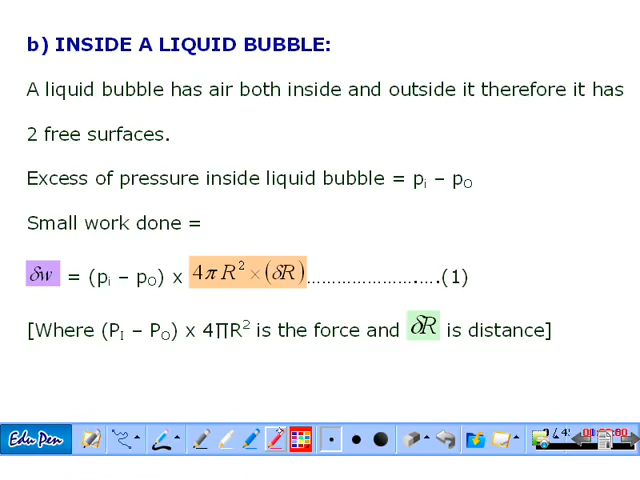 b) INSIDE A LIQUID BUBBLE:
A liquid bubble has air both inside and outside it therefore it has
2 free surfaces.
Excess of pressure inside liquid bubble = pi – pO
Small work done =
δw = (pi – pO) x 4πR² × (δR)………………….….(1)
[Where (PI – PO) x 4∏R² is the force and δR is distance]
Edu Pen